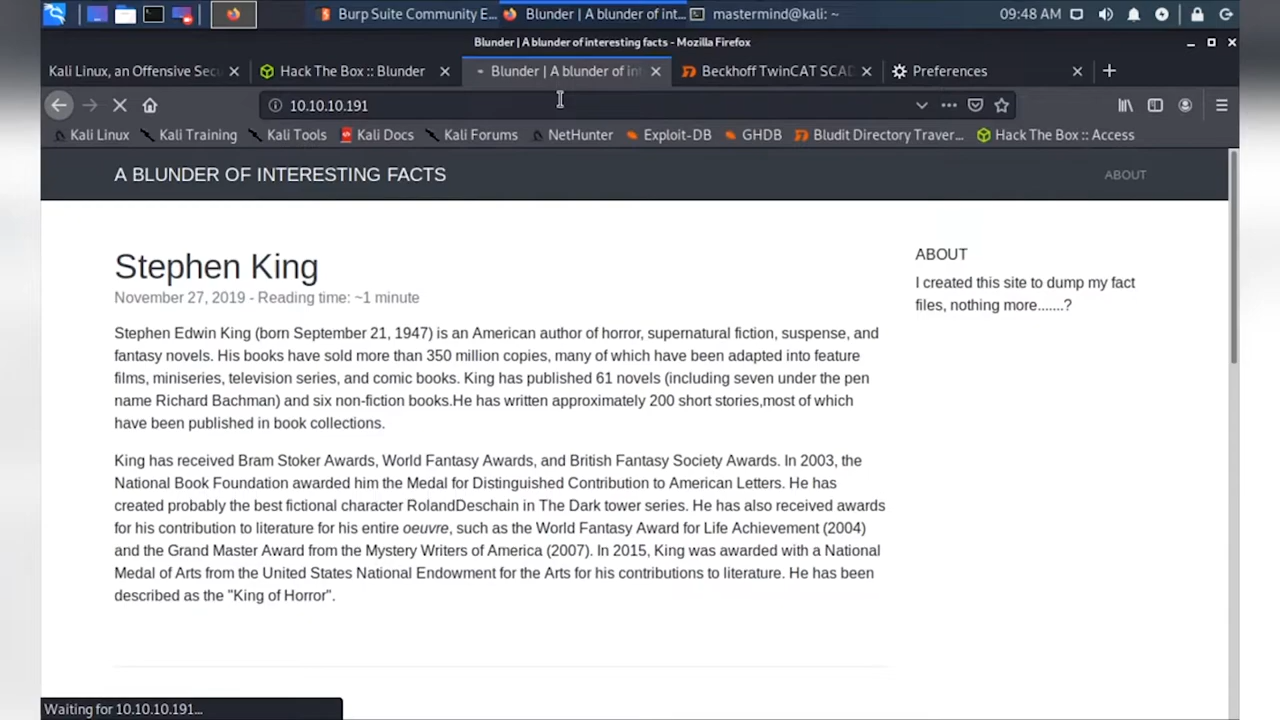 Burp Suite Community E...
Blunder | A blunder of int...
mastermind@kali: ~
09:48 AM
Blunder | A blunder of interesting facts - Mozilla Firefox
Kali Linux, an Offensive Sec
Hack The Box :: Blunder
Blunder | A blunder of int
Beckhoff TwinCAT SCAD
Preferences
10.10.10.191
Kali Linux
Kali Training
Kali Tools
Kali Docs
Kali Forums
NetHunter
Exploit-DB
GHDB
Bludit Directory Traver...
Hack The Box :: Access
A BLUNDER OF INTERESTING FACTS
ABOUT
Stephen King
November 27, 2019 - Reading time: ~1 minute
Stephen Edwin King (born September 21, 1947) is an American author of horror, supernatural fiction, suspense, and
fantasy novels. His books have sold more than 350 million copies, many of which have been adapted into feature
films, miniseries, television series, and comic books. King has published 61 novels (including seven under the pen
name Richard Bachman) and six non-fiction books.He has written approximately 200 short stories,most of which
have been published in book collections.
King has received Bram Stoker Awards, World Fantasy Awards, and British Fantasy Society Awards. In 2003, the
National Book Foundation awarded him the Medal for Distinguished Contribution to American Letters. He has
created probably the best fictional character RolandDeschain in The Dark tower series. He has also received awards
for his contribution to literature for his entire oeuvre, such as the World Fantasy Award for Life Achievement (2004)
and the Grand Master Award from the Mystery Writers of America (2007). In 2015, King was awarded with a National
Medal of Arts from the United States National Endowment for the Arts for his contributions to literature. He has been
described as the "King of Horror".
ABOUT
I created this site to dump my fact
files, nothing more.......?
Waiting for 10.10.10.191...